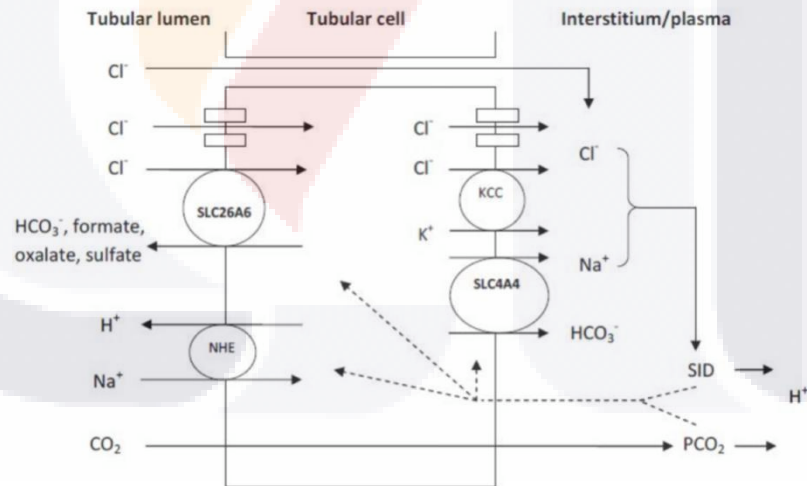 Tubular lumen Tubular cell Interstitium/plasma
Cl⁻
Cl⁻ Cl⁻
Cl⁻
Cl⁻ Cl⁻
KCC
SLC26A6
HCO₃⁻, formate,
oxalate, sulfate
K⁺
Na⁺
SLC4A4
H⁺
HCO₃⁻
NHE
Na⁺
SID
H⁺
CO₂
PCO₂